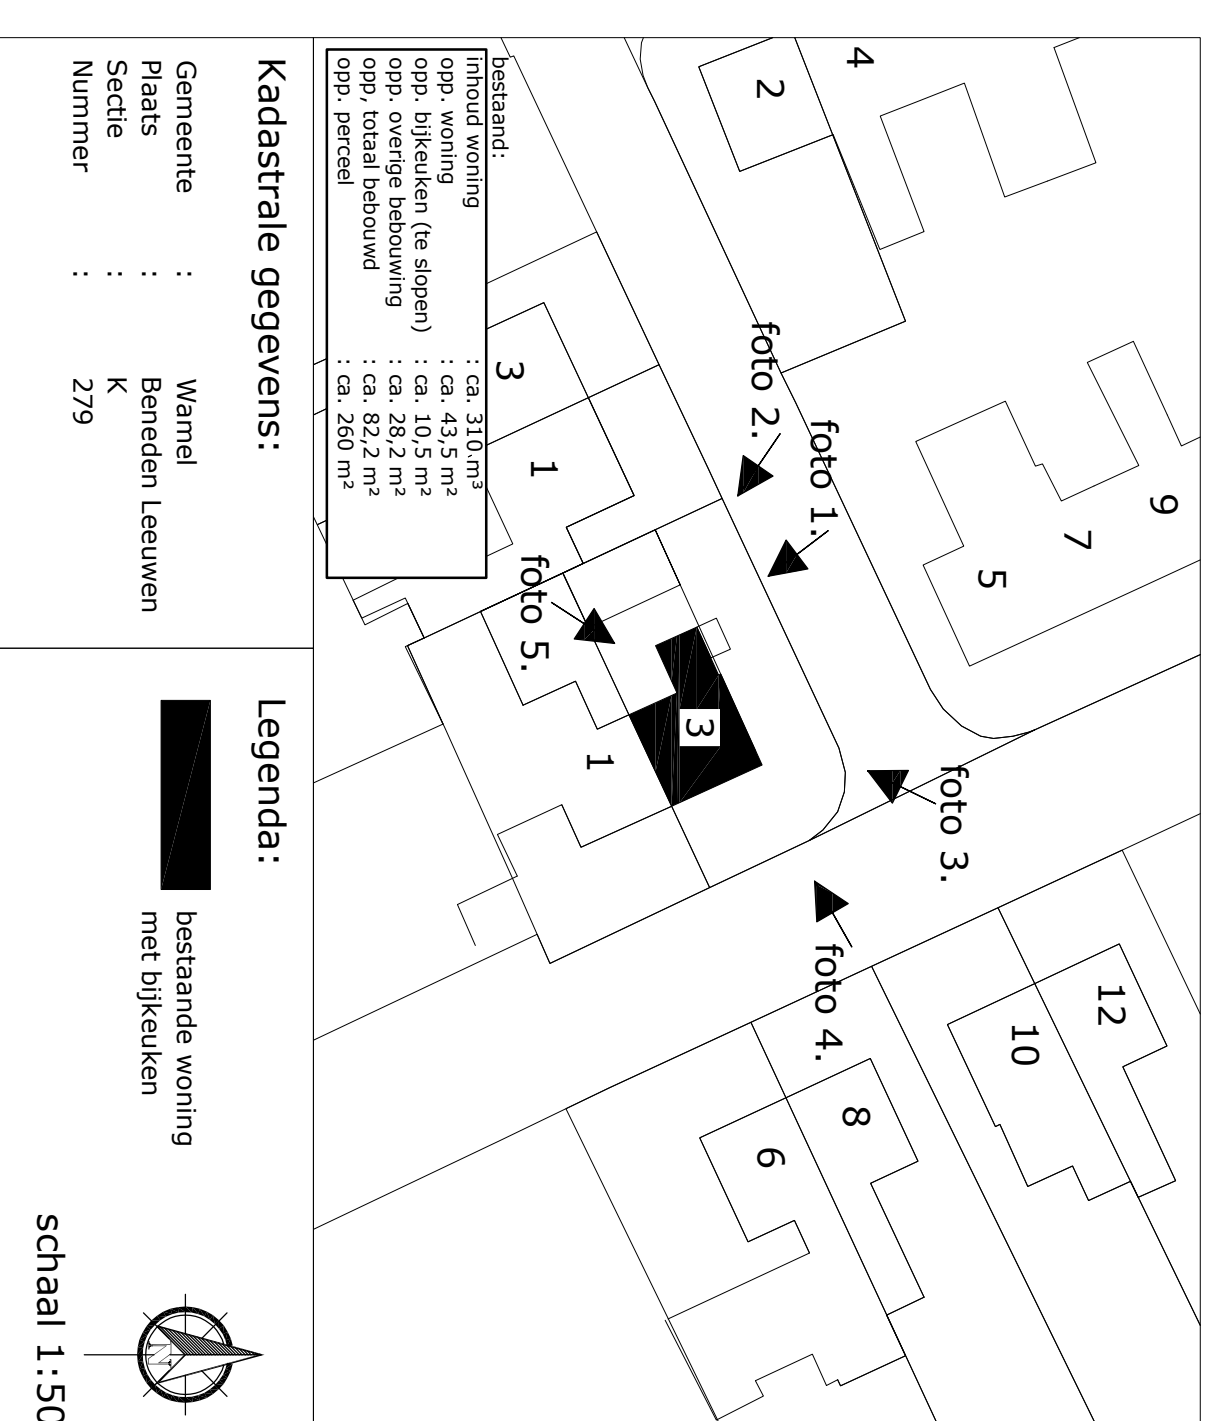 4
2
9
7
5
foto 2.
foto 1.
3
1
foto 5.
3
1
foto 3.
foto 4.
12
10
8
6
bestaand:
inhoud woning : ca. 310.m³
opp. woning : ca. 43,5 m²
opp. bijkeuken (te slopen) : ca. 10,5 m²
opp. overige bebouwing : ca. 28,2 m²
opp, totaal bebouwd : ca. 82,2 m²
opp. perceel : ca. 260 m²
Kadastrale gegevens:
Gemeente : Wamel
Plaats : Beneden Leeuwen
Sectie : K
Nummer : 279
Legenda:
bestaande woning
met bijkeuken
N
schaal 1:50